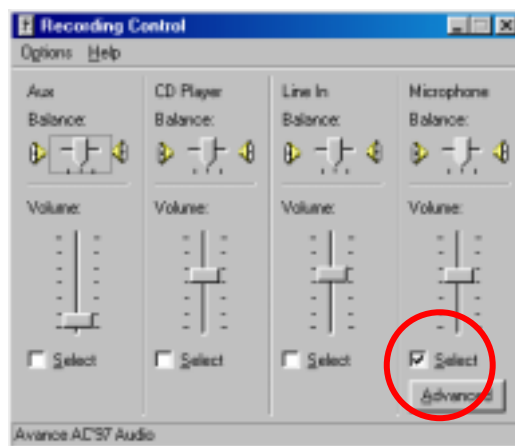 Recording Control
Options Help
Aux
Balance:
Volume:
Select
CD Player
Balance:
Volume:
Select
Line In
Balance:
Volume:
Select
Microphone
Balance:
Volume:
Select
Advanced
Avance AC'97 Audio